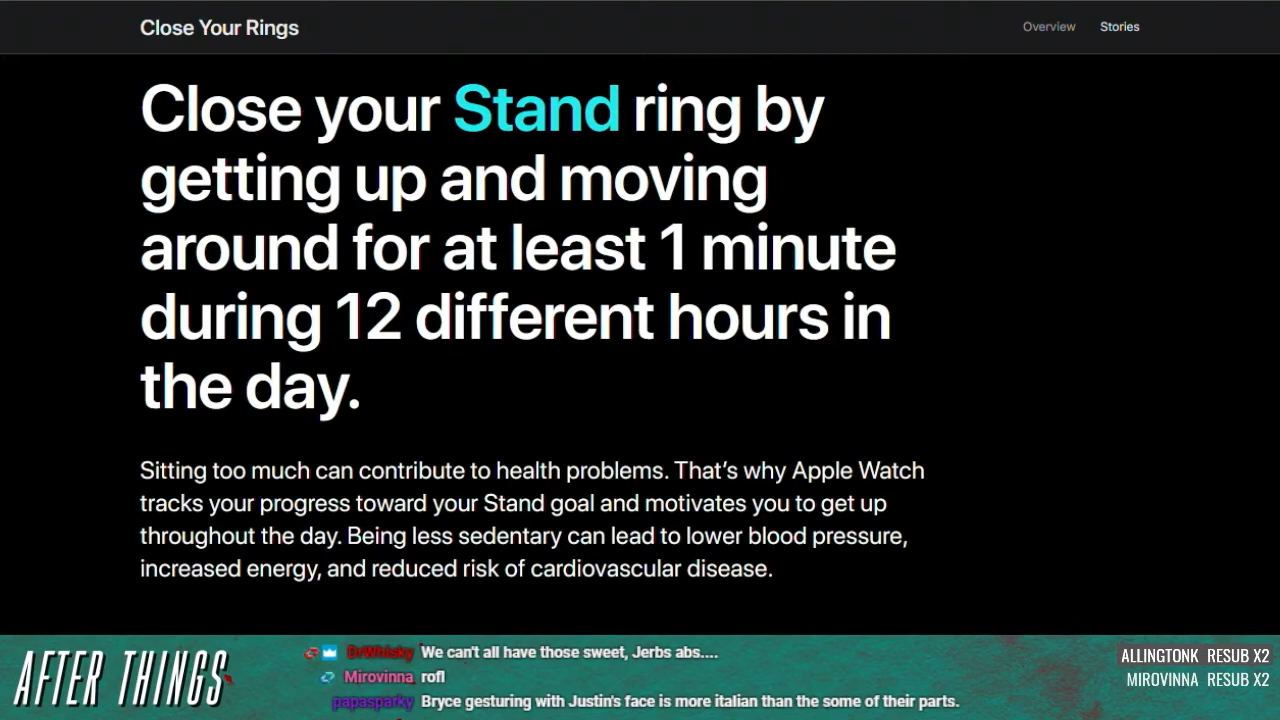 Close Your Rings
Overview
Stories
Close your Stand ring by
getting up and moving
around for at least 1 minute
during 12 different hours in
the day.
Sitting too much can contribute to health problems. That's why Apple Watch
tracks your progress toward your Stand goal and motivates you to get up
throughout the day. Being less sedentary can lead to lower blood pressure,
increased energy, and reduced risk of cardiovascular disease.
AFTER THINGS
DrWhisky We can't all have those sweet, Jerbs abs....
Mirovinna rofl
papasparky Bryce gesturing with Justin's face is more italian than the some of their parts.
ALLINGTONK RESUB X2
MIROVINNA RESUB X2